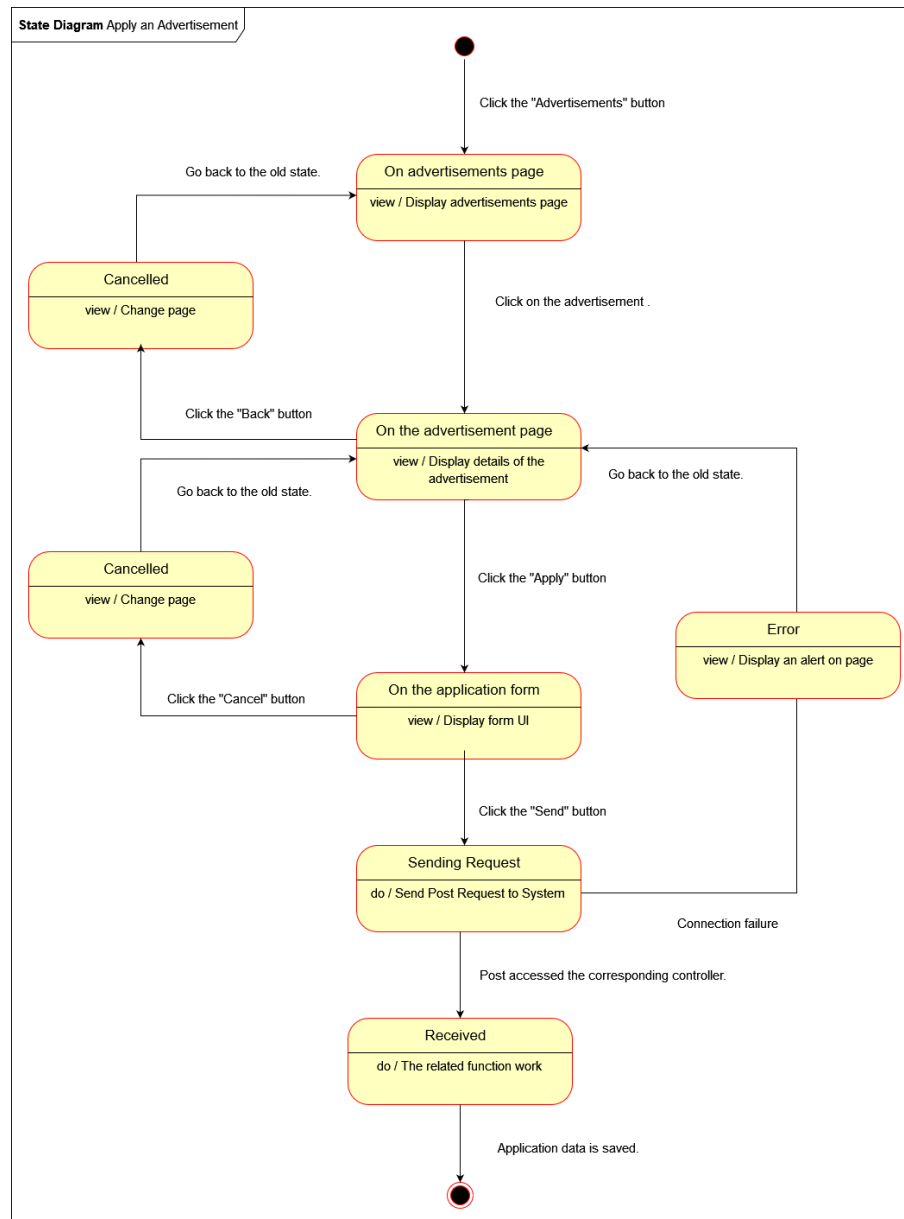 State Diagram Apply an Advertisement
Click the "Advertisements" button
Go back to the old state.
On advertisements page
view / Display advertisements page
Cancelled
view / Change page
Click on the advertisement .
Click the "Back" button
On the advertisement page
view / Display details of the
advertisement
Go back to the old state.
Go back to the old state.
Cancelled
view / Change page
Click the "Apply" button
Error
view / Display an alert on page
Click the "Cancel" button
On the application form
view / Display form UI
Click the "Send" button
Sending Request
do / Send Post Request to System
Connection failure
Post accessed the corresponding controller.
Received
do / The related function work
Application data is saved.